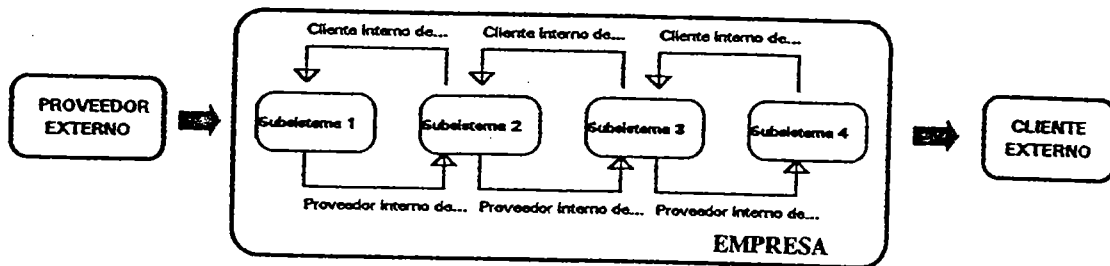 Cliente Interno de...
Cliente Interno de...
Cliente Interno de...
PROVEEDOR
EXTERNO
Subsistema 1
Subsistema 2
Subsistema 3
Subsistema 4
CLIENTE
EXTERNO
Proveedor Interno de...
Proveedor Interno de...
Proveedor Interno de...
EMPRESA